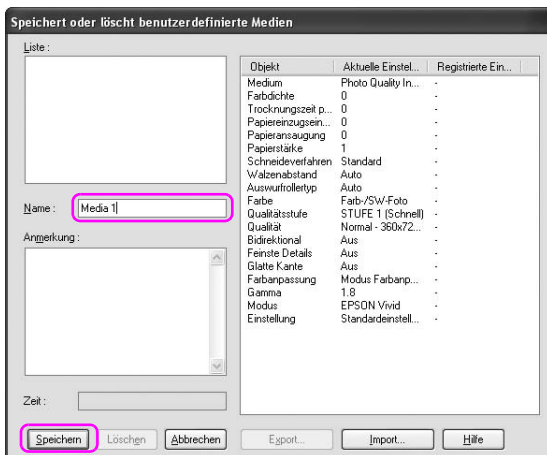 Speichert oder löscht benutzerdefinierte Medien
Liste :
Name : Media 1
Anmerkung :
Zeit :
Objekt Aktuelle Einstel... Registrierte Ein...
Medium Photo Quality In... -
Farbdichte 0 -
Trocknungszeit p... 0 -
Papiereinzugsein... 0 -
Papieransaugung 0 -
Papierstärke 1 -
Schneideverfahren Standard -
Walzenabstand Auto -
Auswurfrollertyp Auto -
Farbe Farb-/SW-Foto -
Qualitätsstufe STUFE 1 (Schnell) -
Qualität Normal - 360x72... -
Bidirektional Aus -
Feinste Details Aus -
Glatte Kante Aus -
Farbanpassung Modus Farbanp... -
Gamma 1.8 -
Modus EPSON Vivid -
Einstellung Standardeinstell... -
Speichern Löschen Abbrechen Export... Import... Hilfe